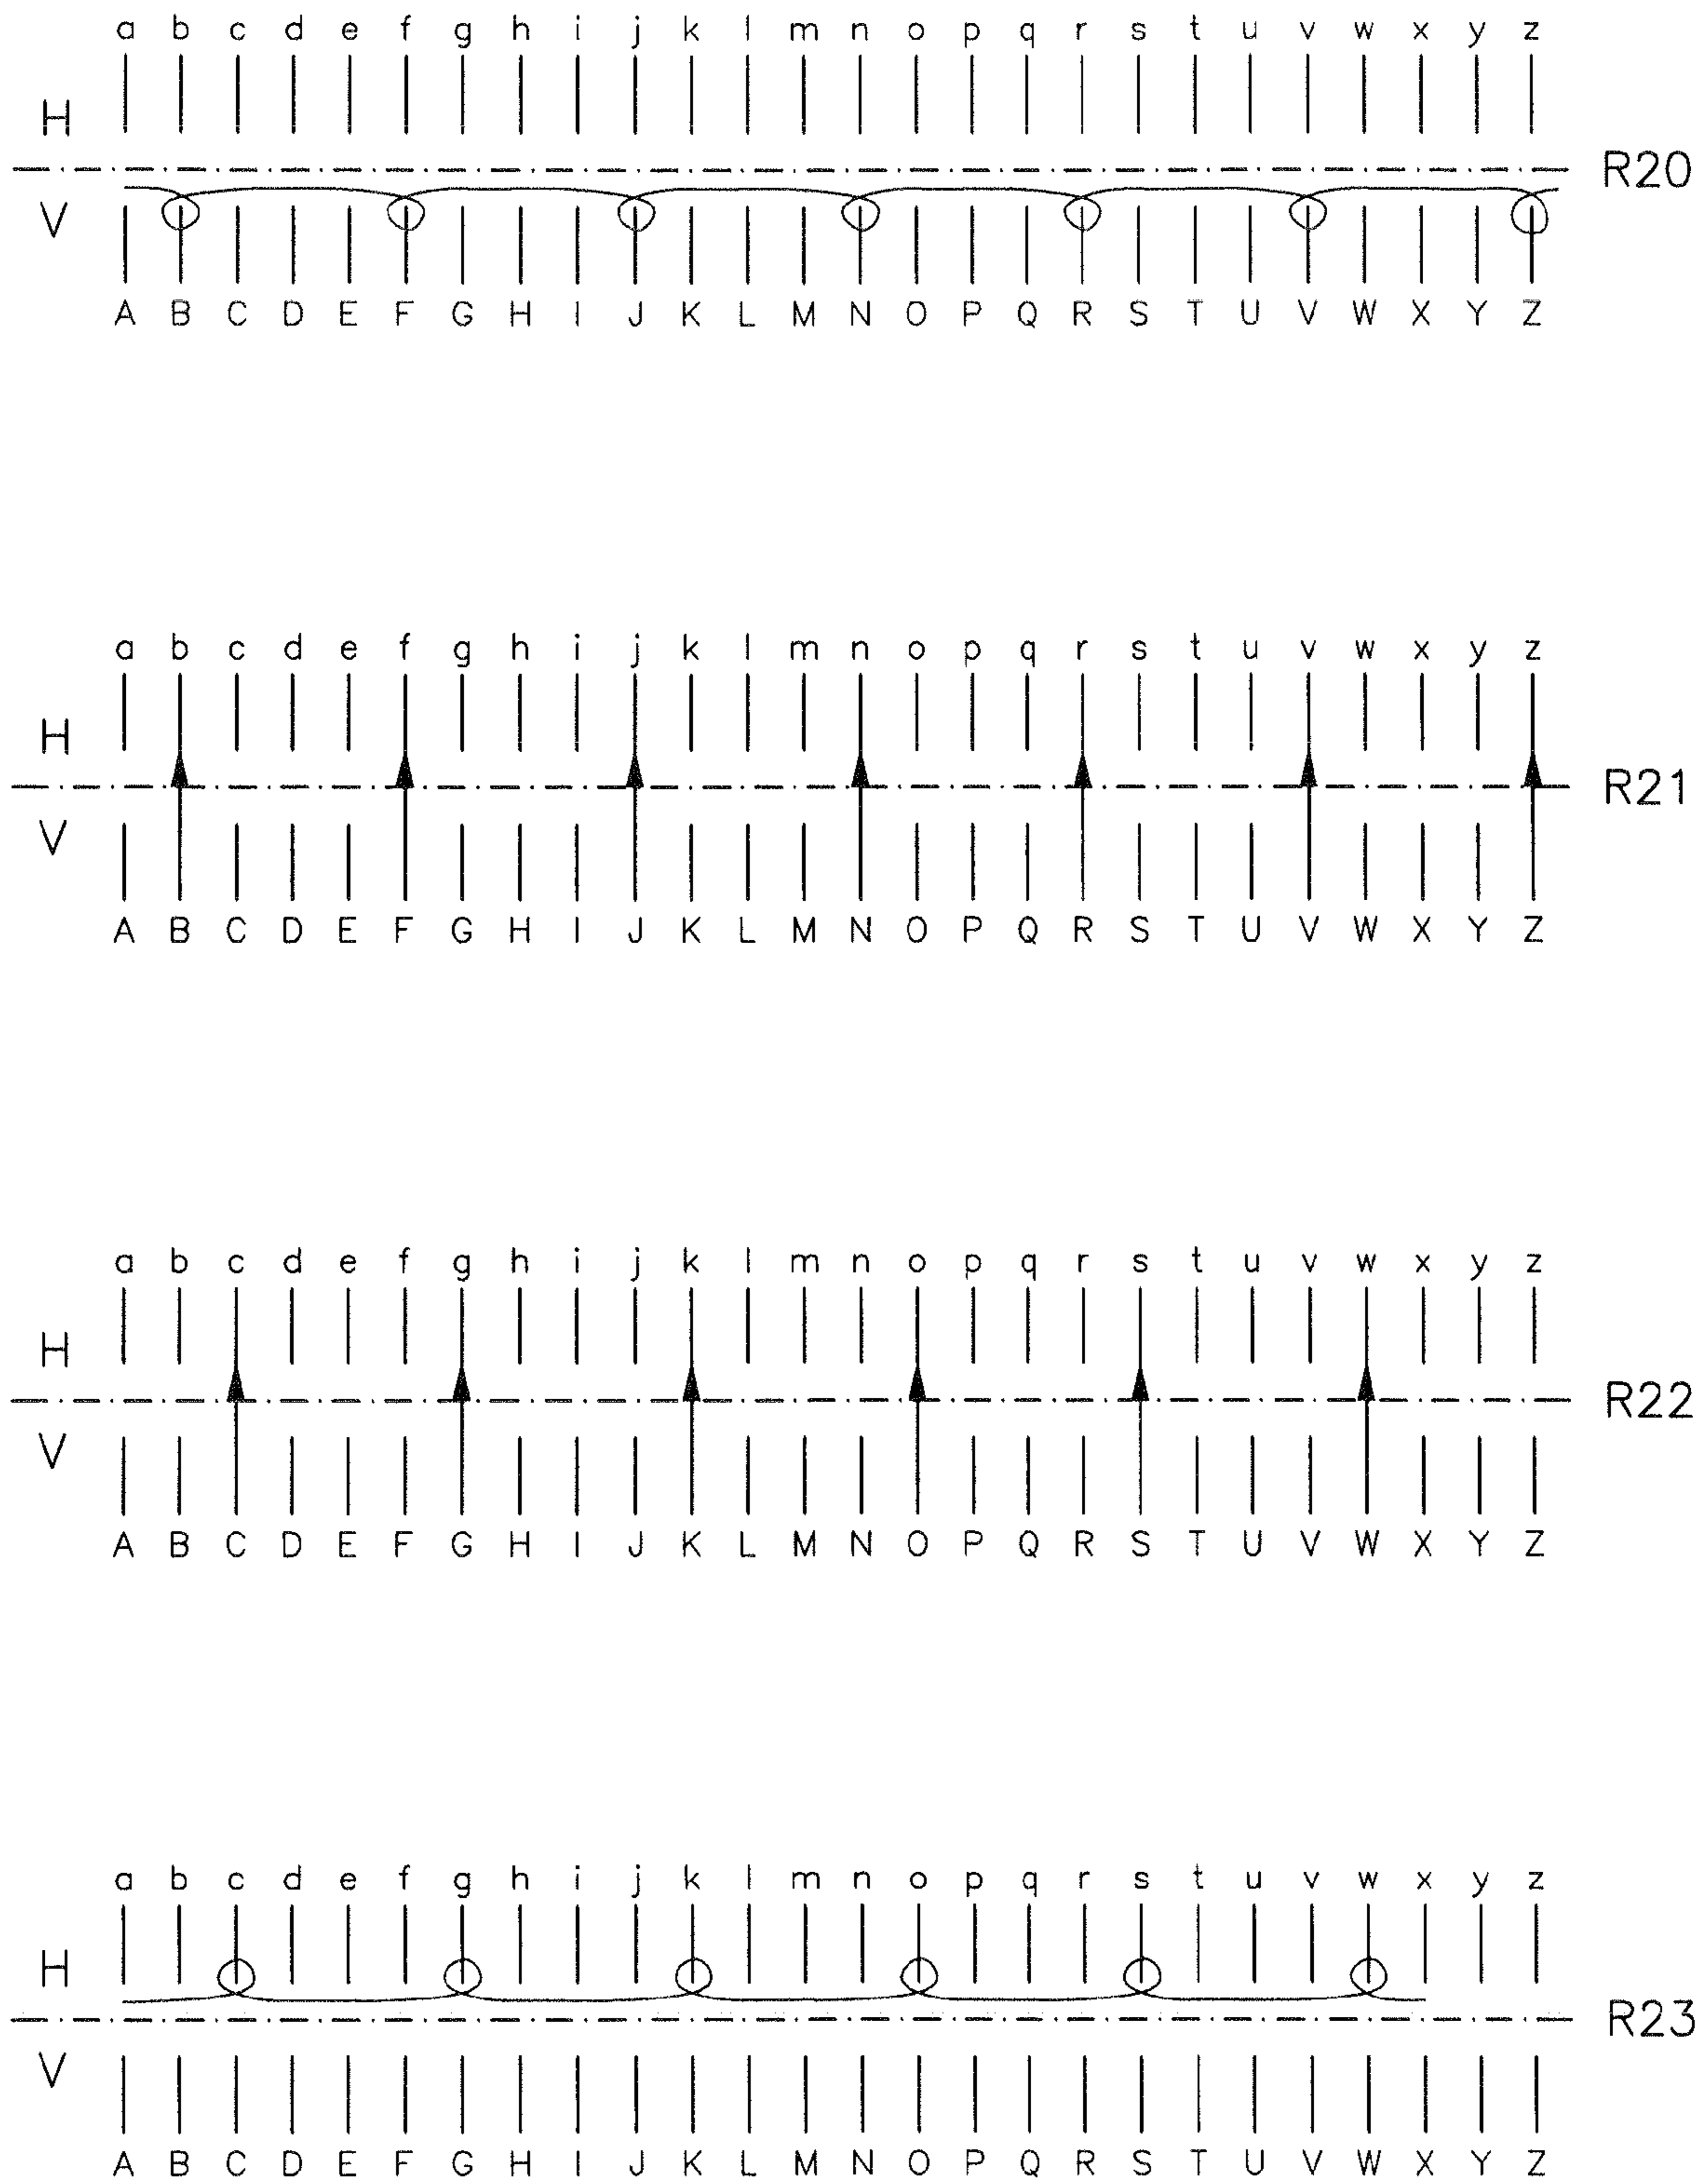 a b c d e f g h i j k l m n o p q r s t u v w x y z
H
R20
V
A B C D E F G H I J K L M N O P Q R S T U V W X Y Z
a b c d e f g h i j k l m n o p q r s t u v w x y z
H
R21
V
A B C D E F G H I J K L M N O P Q R S T U V W X Y Z
a b c d e f g h i j k l m n o p q r s t u v w x y z
H
R22
V
A B C D E F G H I J K L M N O P Q R S T U V W X Y Z
a b c d e f g h i j k l m n o p q r s t u v w x y z
H
R23
V
A B C D E F G H I J K L M N O P Q R S T U V W X Y Z